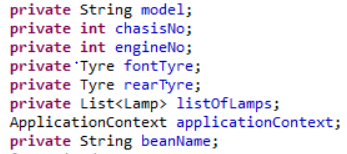 private String model;
private int chasisNo;
private int engineNo;
private Tyre fontTyre;
private Tyre rearTyre;
private List<Lamp> listOfLamps;
ApplicationContext applicationContext;
private String beanName;